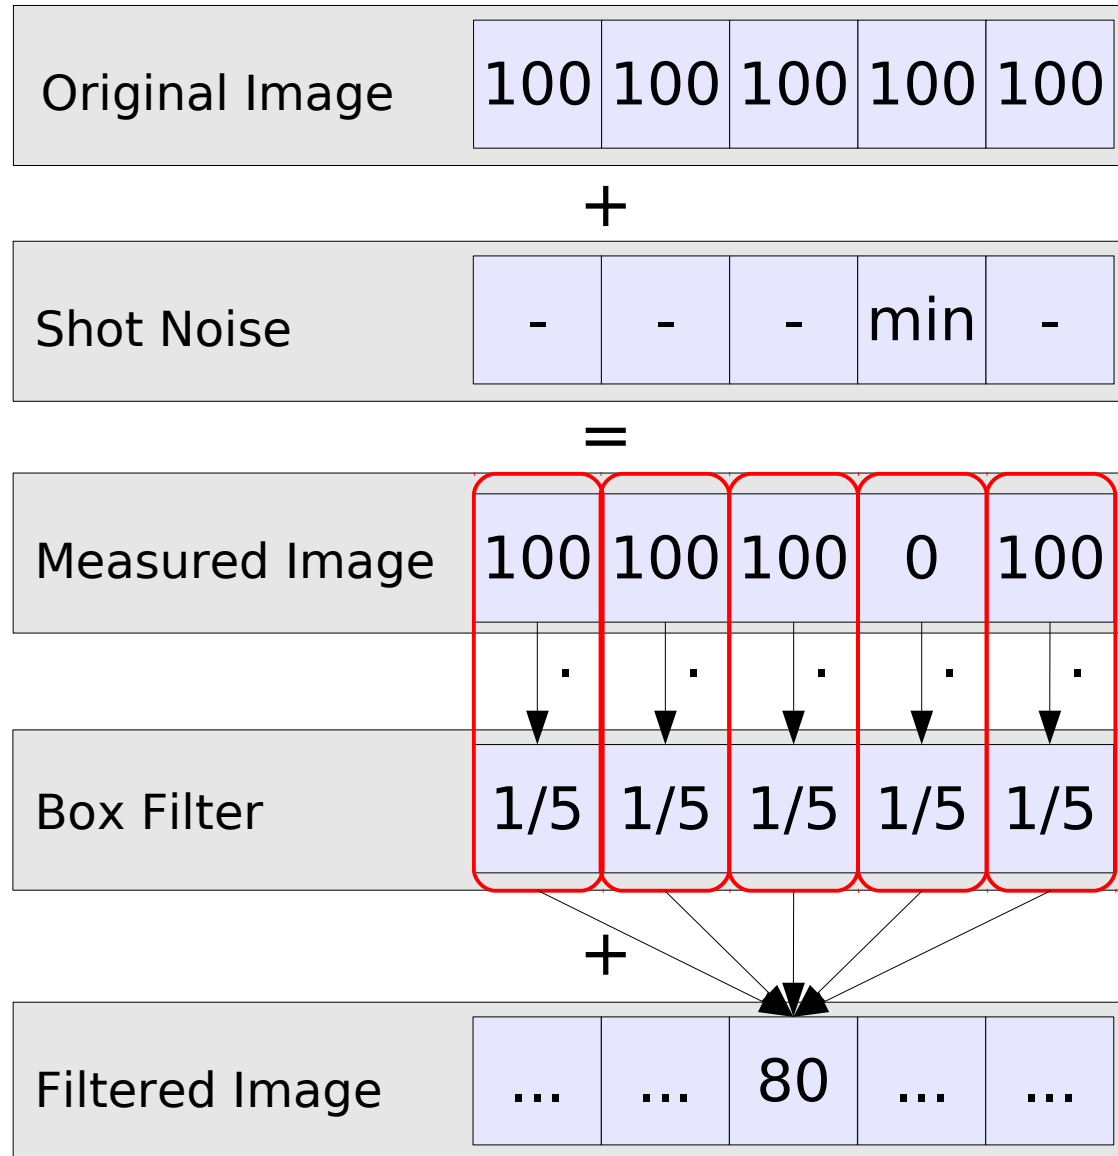 Original Image 100 100 100 100 100
+
Shot Noise - - - min -
=
Measured Image 100 100 100 0 100
. . . . .
Box Filter 1/5 1/5 1/5 1/5 1/5
+
Filtered Image ... ... 80 ... ...